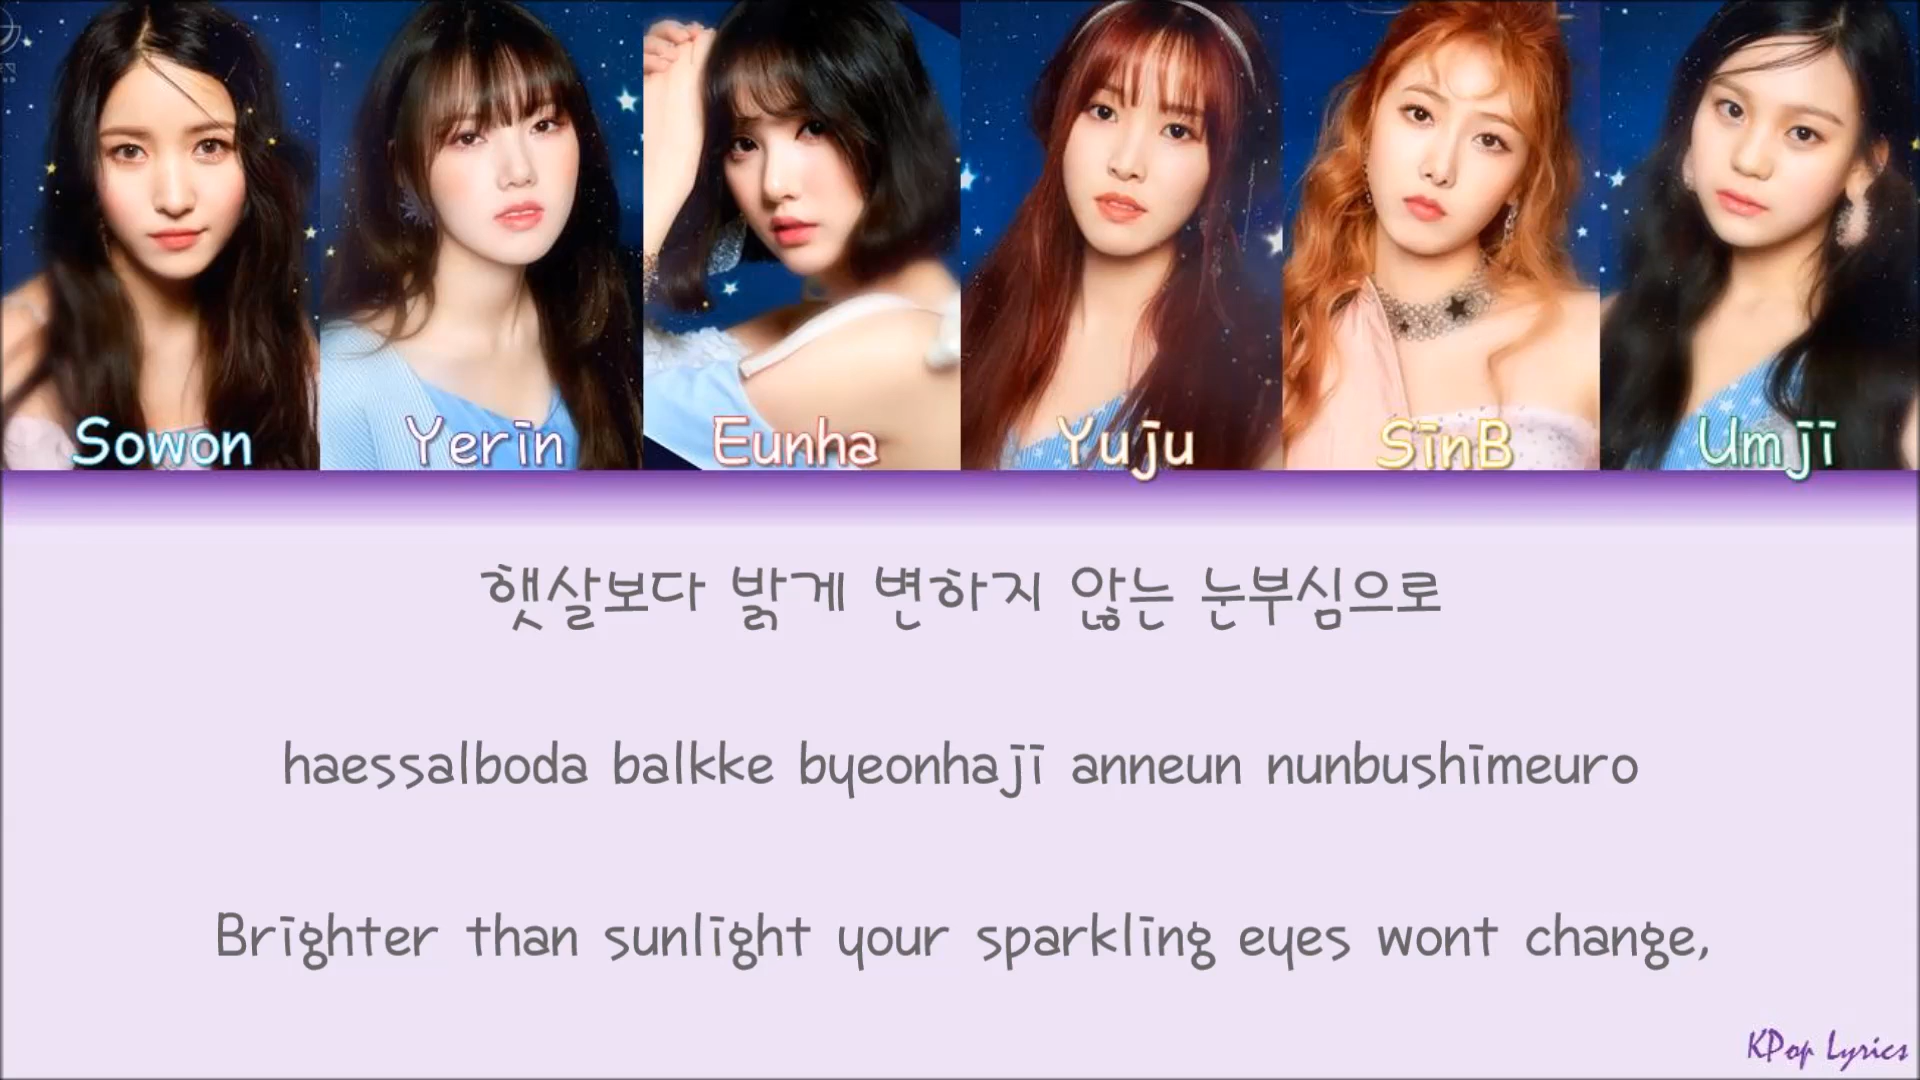 Sowon Yerin Eunha Yuju SinB Umji
햇살보다 밝게 변하지 않는 눈부심으로
haessalboda balkke byeonhaji anneun nunbushimeuro
Brighter than sunlight your sparkling eyes wont change,
KPop Lyrics